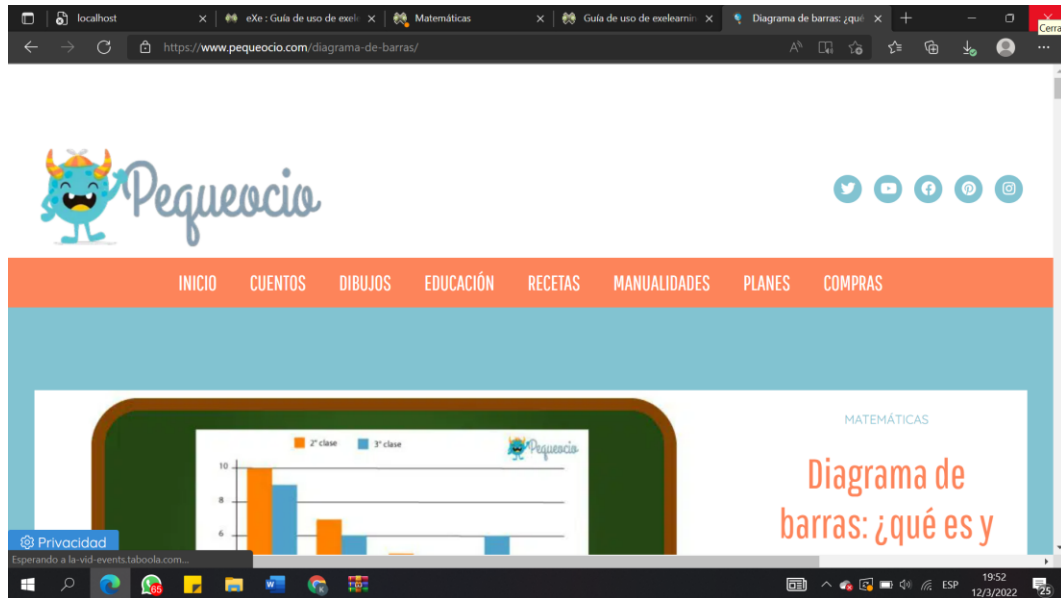 localhost
eXe : Guía de uso de exele
Matemáticas
Guía de uso de exelearnin
Diagrama de barras: ¿qué
Cerra
https://www.pequeocio.com/diagrama-de-barras/
Pequeocio
INICIO CUENTOS DIBUJOS EDUCACIÓN RECETAS MANUALIDADES PLANES COMPRAS
MATEMÁTICAS
Diagrama de
barras: ¿qué es y
2ª clase 3ª clase
Pequeocio
10
8
6
Privacidad
Esperando a la-vid-events.taboola.com...
65
ESP
19:52
12/3/2022
25